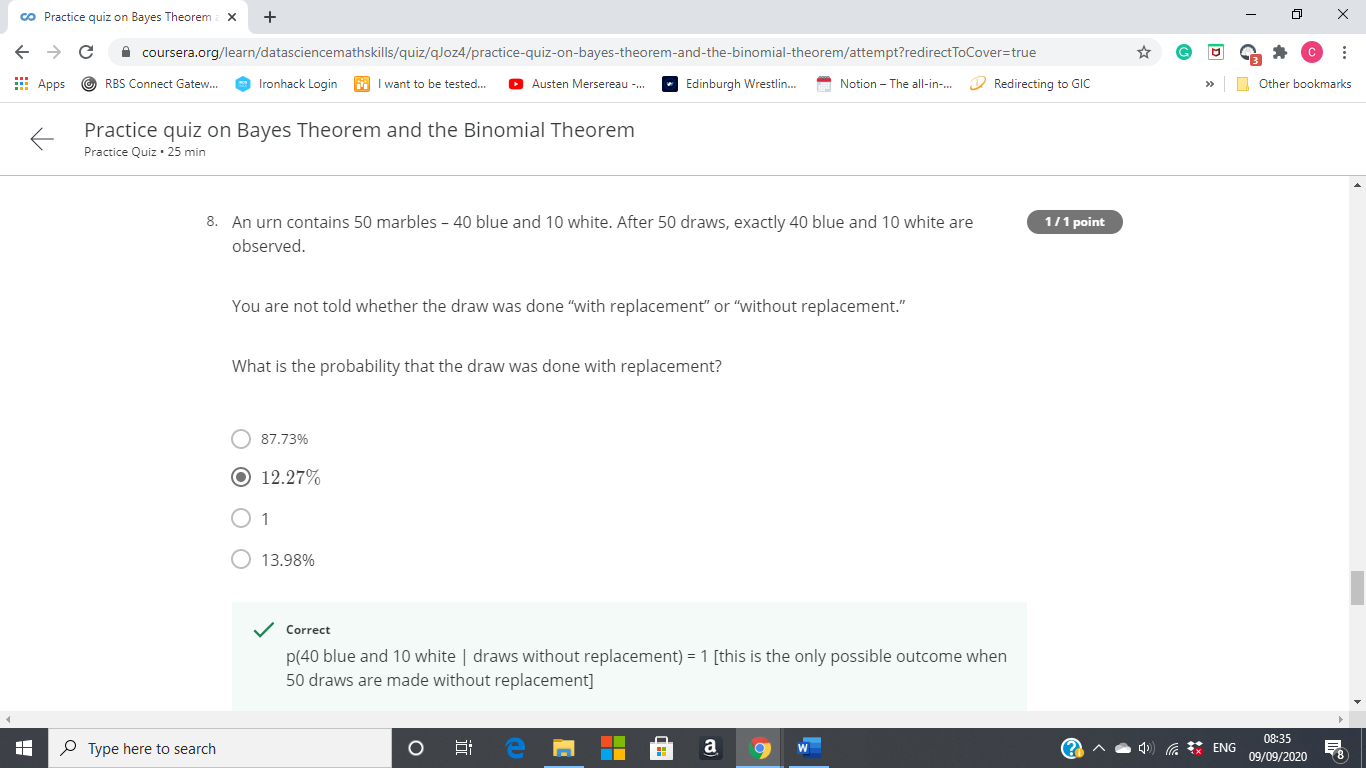 Practice quiz on Bayes Theorem a
coursera.org/learn/datasciencemathskills/quiz/qJoz4/practice-quiz-on-bayes-theorem-and-the-binomial-theorem/attempt?redirectToCover=true
3
C
Apps
RBS Connect Gatew...
Ironhack Login
I want to be tested...
Austen Mersereau -...
Edinburgh Wrestlin...
Notion – The all-in-...
Redirecting to GIC
»
Other bookmarks
Practice quiz on Bayes Theorem and the Binomial Theorem
Practice Quiz • 25 min
8. An urn contains 50 marbles – 40 blue and 10 white. After 50 draws, exactly 40 blue and 10 white are
observed.
1 / 1 point
You are not told whether the draw was done “with replacement” or “without replacement.”
What is the probability that the draw was done with replacement?
87.73%
12.27%
1
13.98%
Correct
p(40 blue and 10 white | draws without replacement) = 1 [this is the only possible outcome when
50 draws are made without replacement]
Type here to search
ENG
08:35
09/09/2020
8